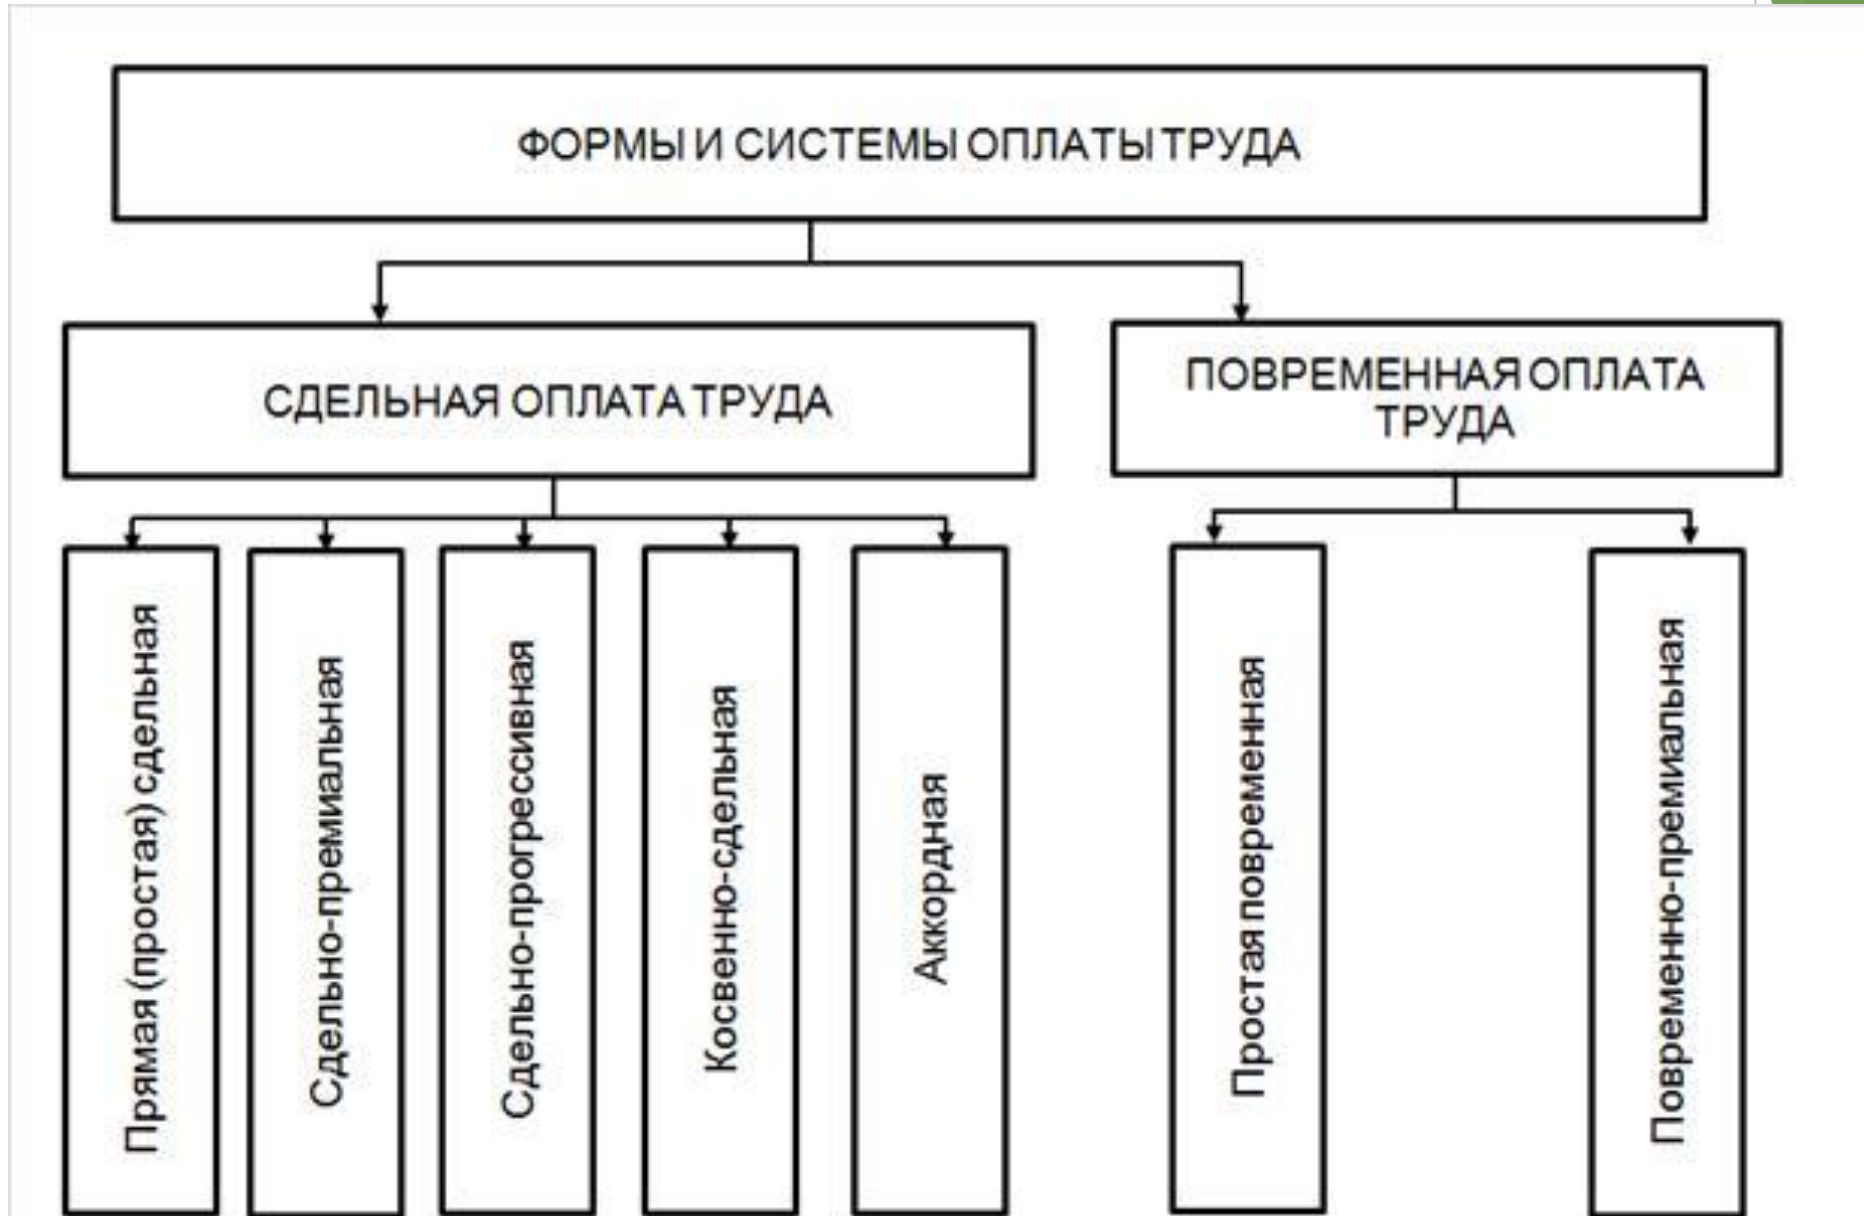 ФОРМЫ И СИСТЕМЫ ОПЛАТЫ ТРУДА
СДЕЛЬНАЯ ОПЛАТА ТРУДА
ПОВРЕМЕННАЯ ОПЛАТА
ТРУДА
Прямая (простая) сдельная
Сдельно-премиальная
Сдельно-прогрессивная
Косвенно-сдельная
Аккордная
Простая повременная
Повременно-премиальная